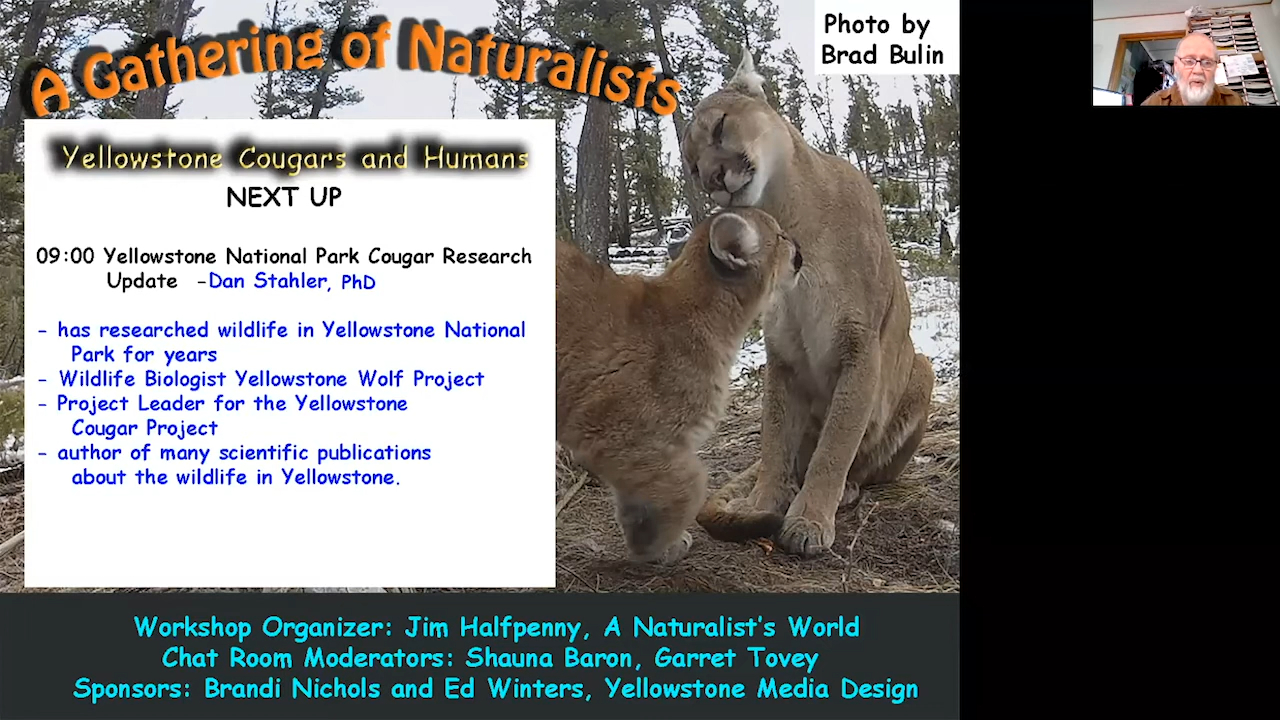 A Gathering of Naturalists
Photo by
Brad Bulin
Yellowstone Cougars and Humans
NEXT UP
09:00 Yellowstone National Park Cougar Research
Update -Dan Stahler, PhD
- has researched wildlife in Yellowstone National
Park for years
- Wildlife Biologist Yellowstone Wolf Project
- Project Leader for the Yellowstone
Cougar Project
- author of many scientific publications
about the wildlife in Yellowstone.
Workshop Organizer: Jim Halfpenny, A Naturalist's World
Chat Room Moderators: Shauna Baron, Garret Tovey
Sponsors: Brandi Nichols and Ed Winters, Yellowstone Media Design